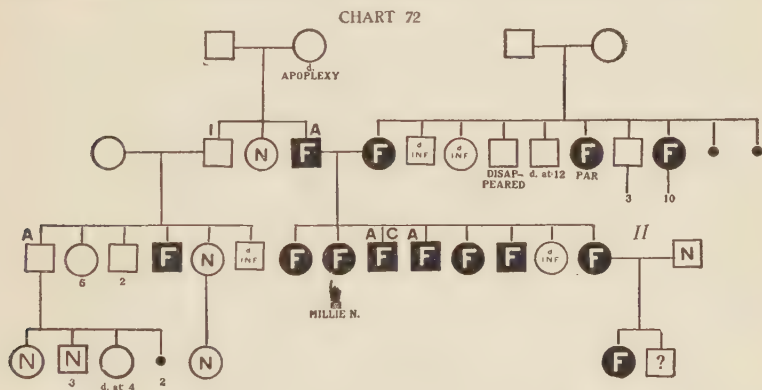 CHART 72
d.
APOPLEXY
I
N
A
F
F
d
INF
d
INF
DISAP-
PEARED
d. at 12
F
PAR
3
F
10
A
6
2
F
N
d
INF
F
F
MILLIE N.
A
F
C
A
F
F
F
d
INF
F
II
N
N
N
3
d. at 4
2
N
F
?